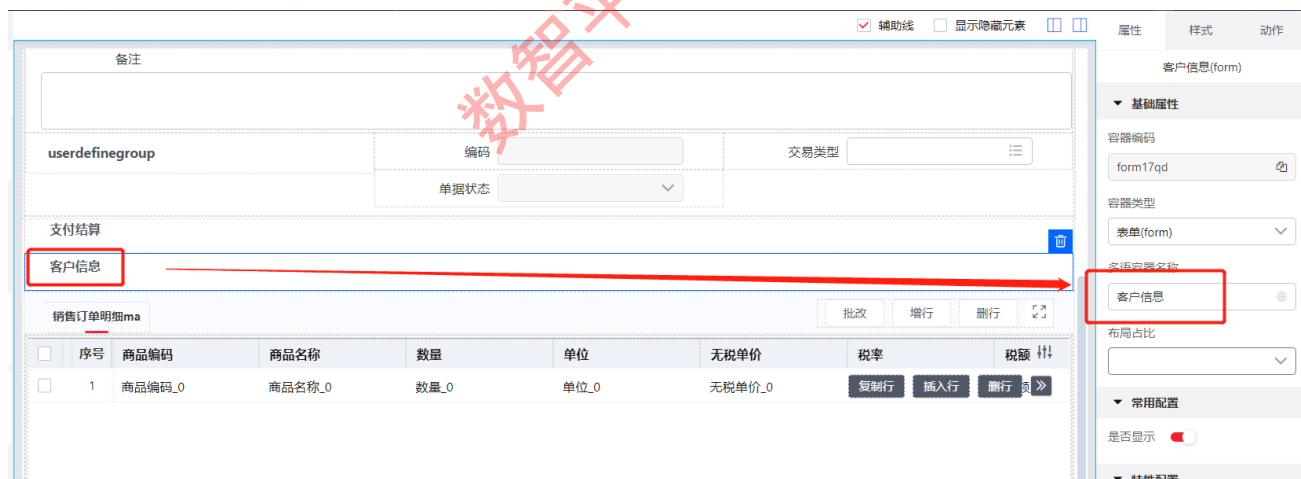 辅助线 显示隐藏元素 属性 样式 动作
备注
客户信息(form)
基础属性
容器编码
userdefinegroup 编码 交易类型
form17qd
单据状态
容器类型
表单(form)
支付结算
客户信息
多语容器名称
客户信息
销售订单明细ma 批改 增行 删行
布局占比
序号 商品编码 商品名称 数量 单位 无税单价 税率 税额
1 商品编码_0 商品名称_0 数量_0 单位_0 无税单价_0 复制行 插入行 删行
常用配置
是否显示
特性配置
数智